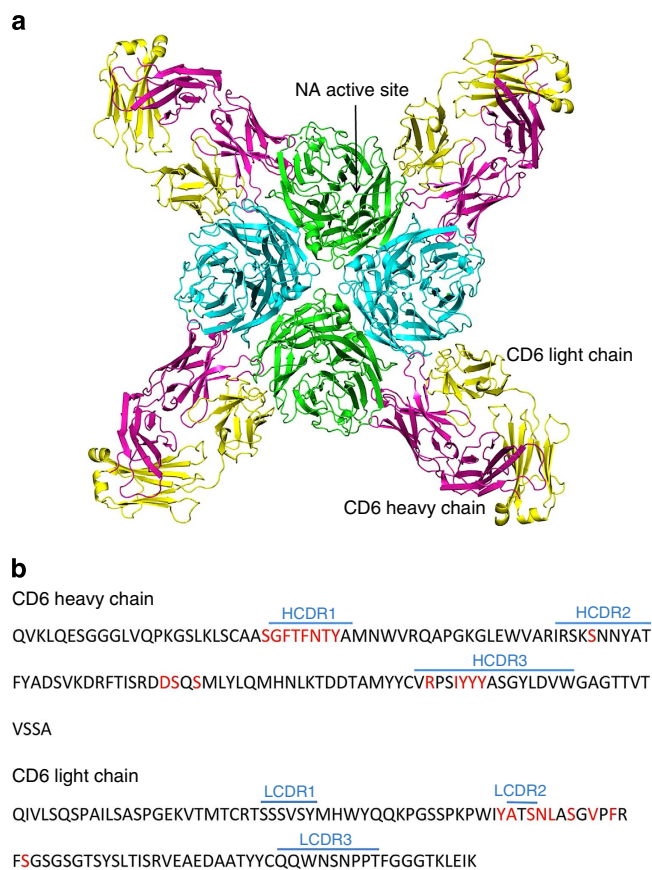 a
NA active site
CD6 light chain
CD6 heavy chain
b
CD6 heavy chain
HCDR1 HCDR2
QVKLQESGGGLVQPKGSLKLSCAASGFTFNTYAMNWVRQAPGKGLEWVARIRSKSNNYAT
HCDR3
FYADSVKDRFTISRDDSQSMLYLQMHNLKTDDTAMYYCVRPSIYYYASGYLDVWGAGTTVT
VSSA
CD6 light chain
LCDR1 LCDR2
QIVLSQSPAILSASPGEKVTMTCRTSSSVSYMHWYQQKPGSSPKPWIYATSNLASGVPFR
LCDR3
FSGSGSGTSYSLTISRVEAEDAATYYCQQWNSNPPTFGGGTKLEIK